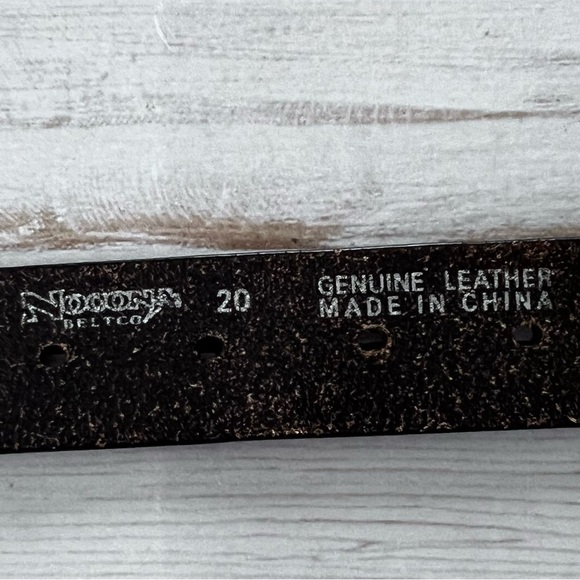 Nocona
BELTCO
20
GENUINE LEATHER
MADE IN CHINA